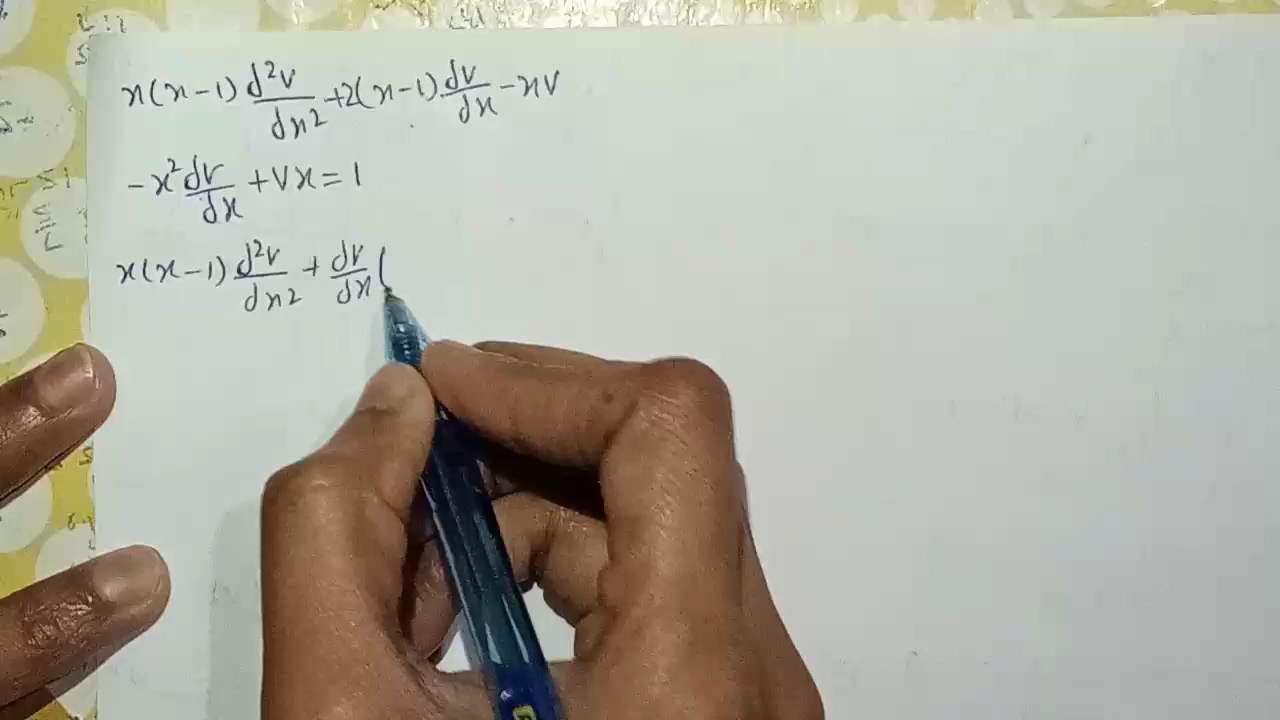 x(x-1) d²v/dx² + 2(x-1) dv/dx - xv
- x² dv/dx + vx = 1
x(x-1) d²v/dx² + dv/dx (